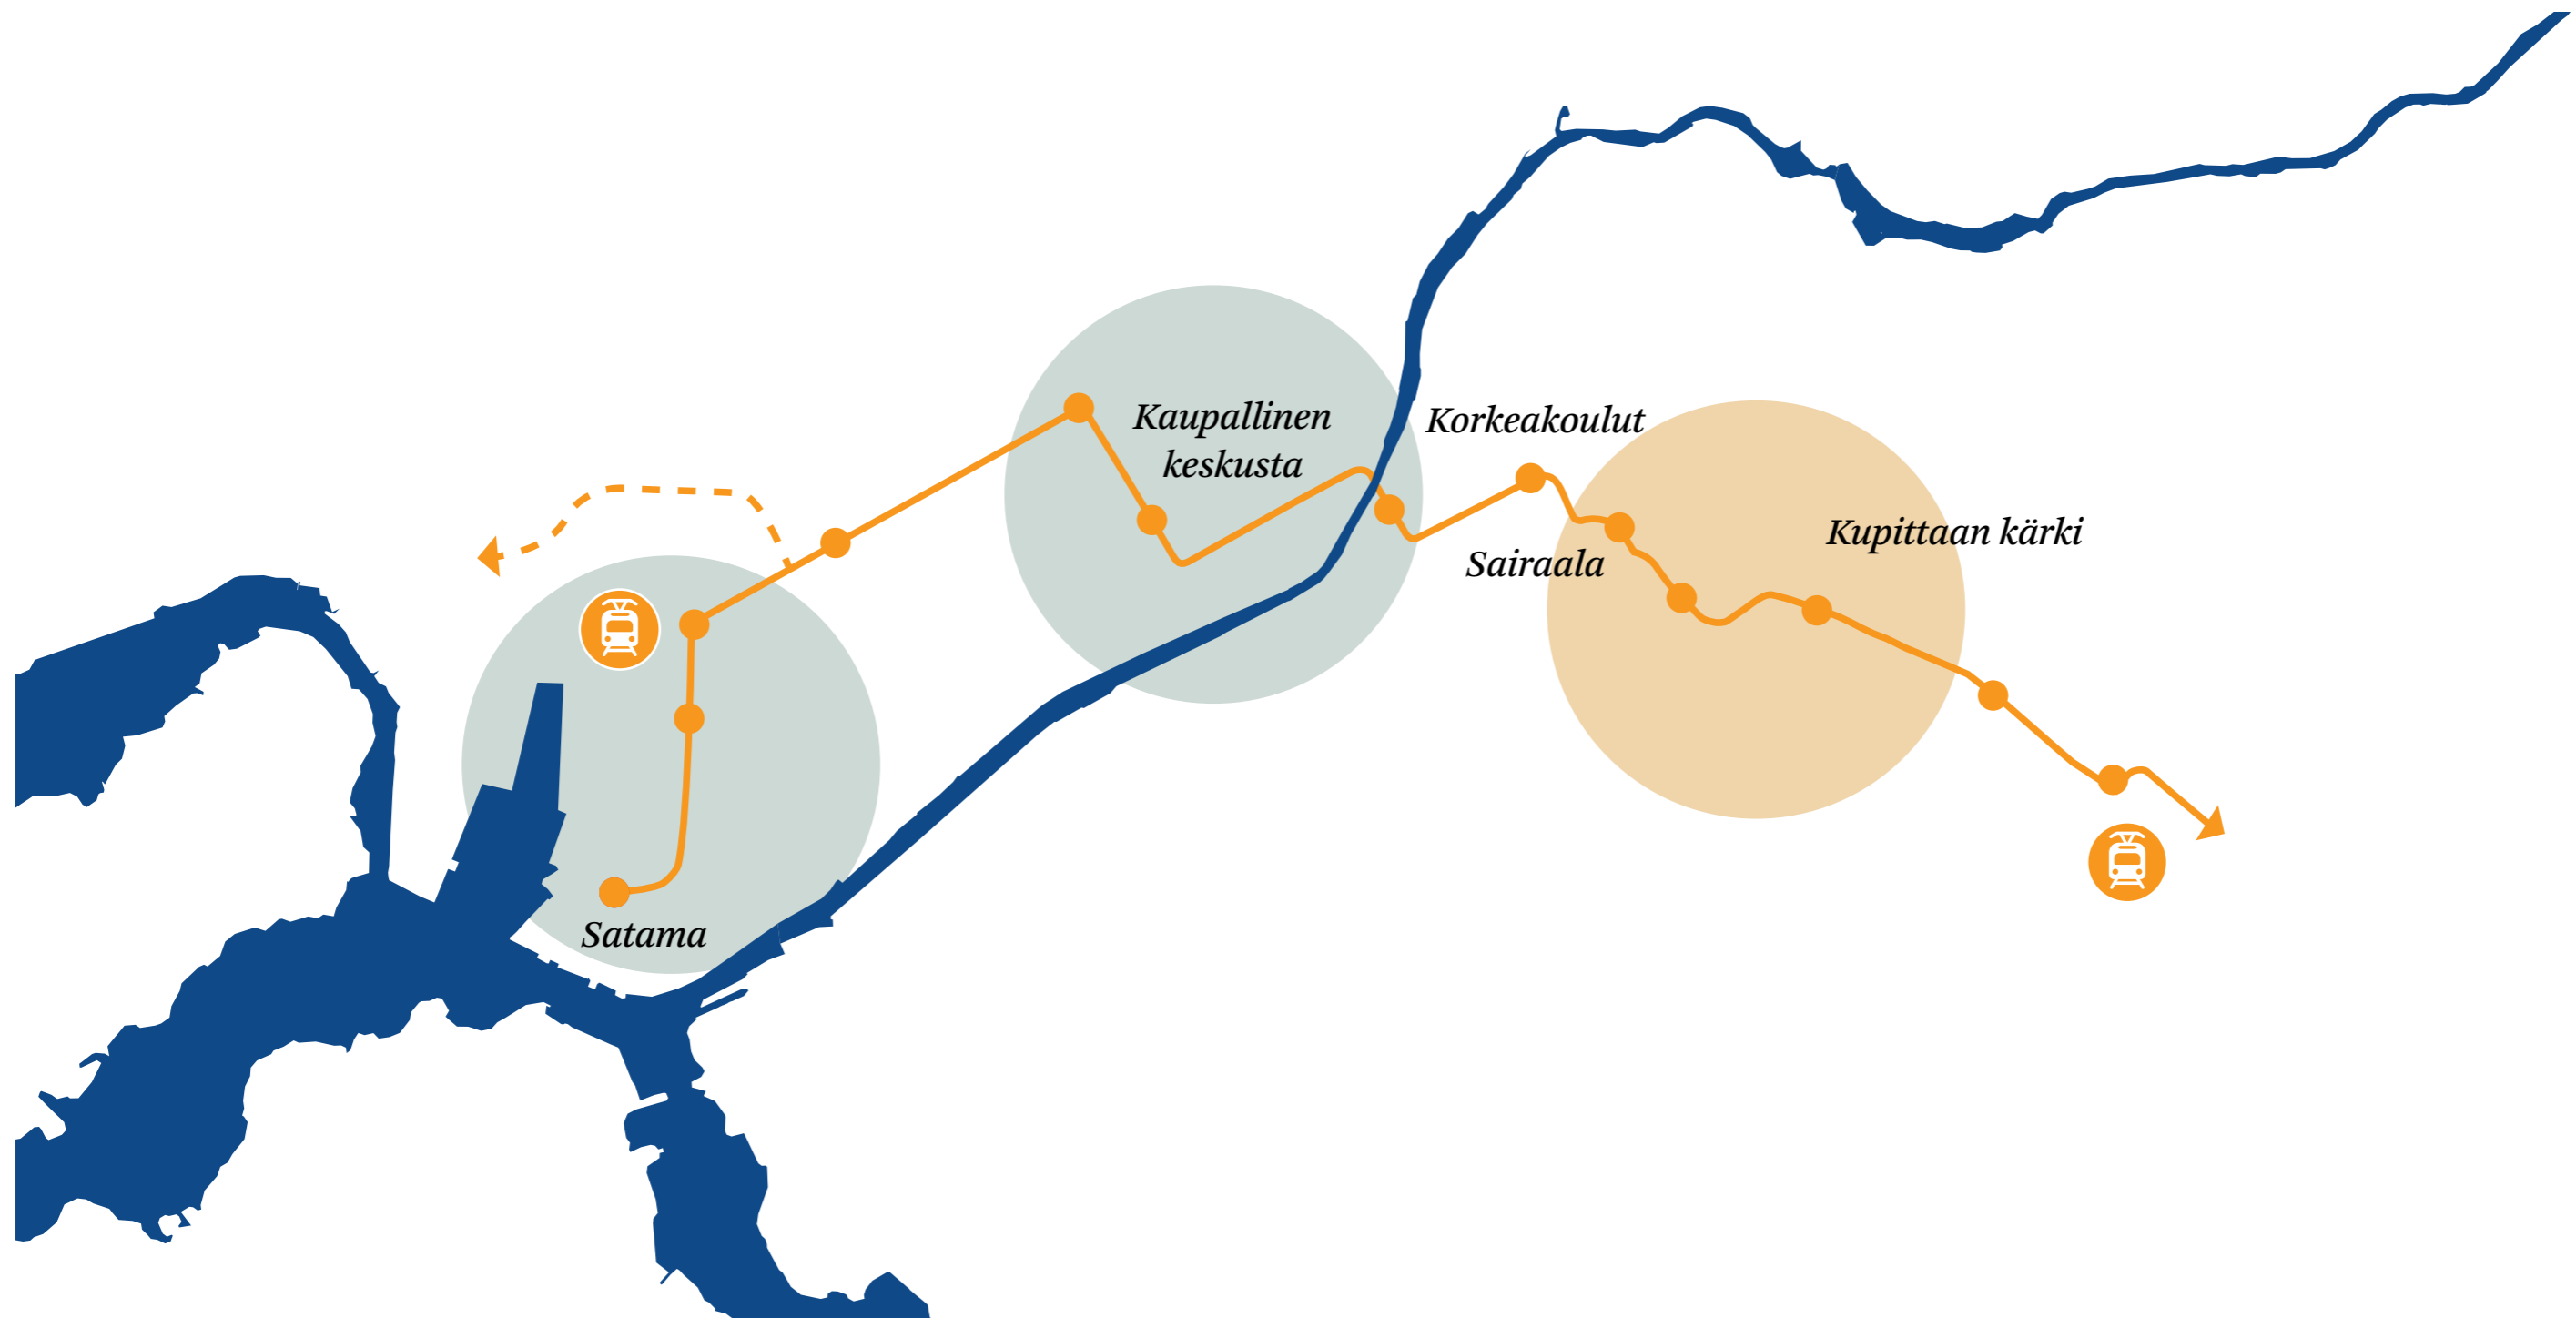 Kaupallinen
keskusta
Korkeakoulut
Sairaala
Kupittaan kärki
Satama